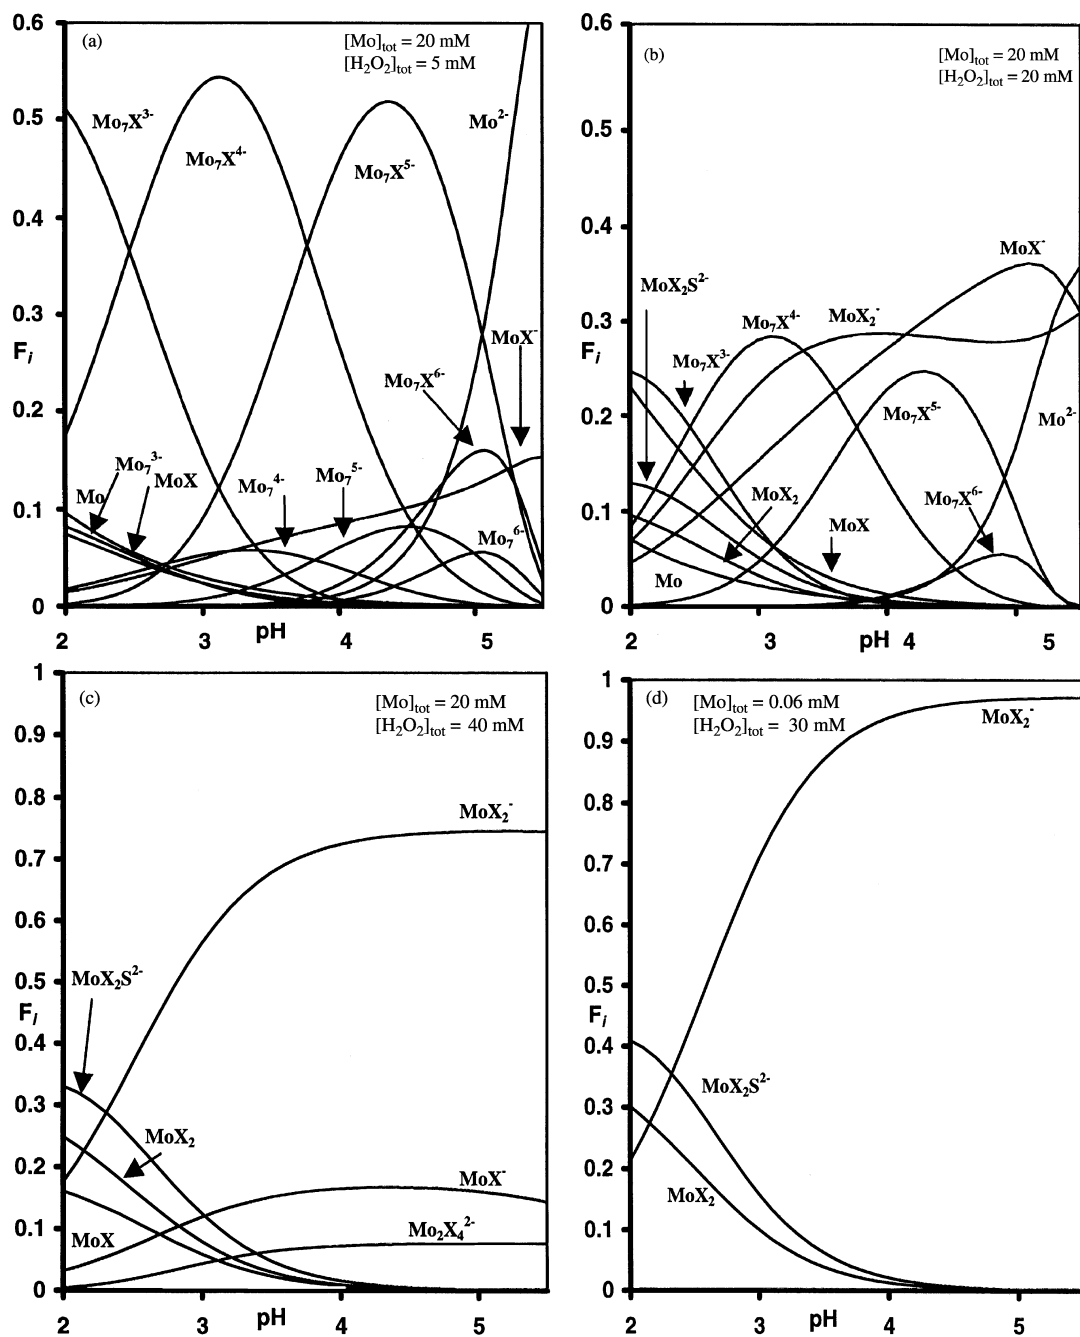 (a)
[Mo]tot = 20 mM
[H2O2]tot = 5 mM
0.6
0.5
0.4
0.3
Fi
0.2
0.1
0
Mo7X3-
Mo7X4-
Mo7X5-
Mo2-
MoX-
Mo7X6-
Mo73-
Mo
MoX
Mo74-
Mo75-
Mo76-
2
3
pH
4
5
(b)
[Mo]tot = 20 mM
[H2O2]tot = 20 mM
0.6
0.5
0.4
0.3
Fi
0.2
0.1
0
MoX2S2-
Mo7X4-
MoX2-
MoX-
Mo7X3-
Mo7X5-
Mo2-
MoX2
MoX
Mo7X6-
Mo
2
3
pH
4
5
(c)
[Mo]tot = 20 mM
[H2O2]tot = 40 mM
1
0.9
0.8
0.7
0.6
0.5
Fi
0.4
0.3
0.2
0.1
0
MoX2-
MoX2S2-
MoX2
MoX-
MoX
Mo2X42-
2
3
pH
4
5
(d)
[Mo]tot = 0.06 mM
[H2O2]tot = 30 mM
1
0.9
0.8
0.7
0.6
0.5
Fi
0.4
0.3
0.2
0.1
0
MoX2-
MoX2S2-
MoX2
2
3
pH
4
5